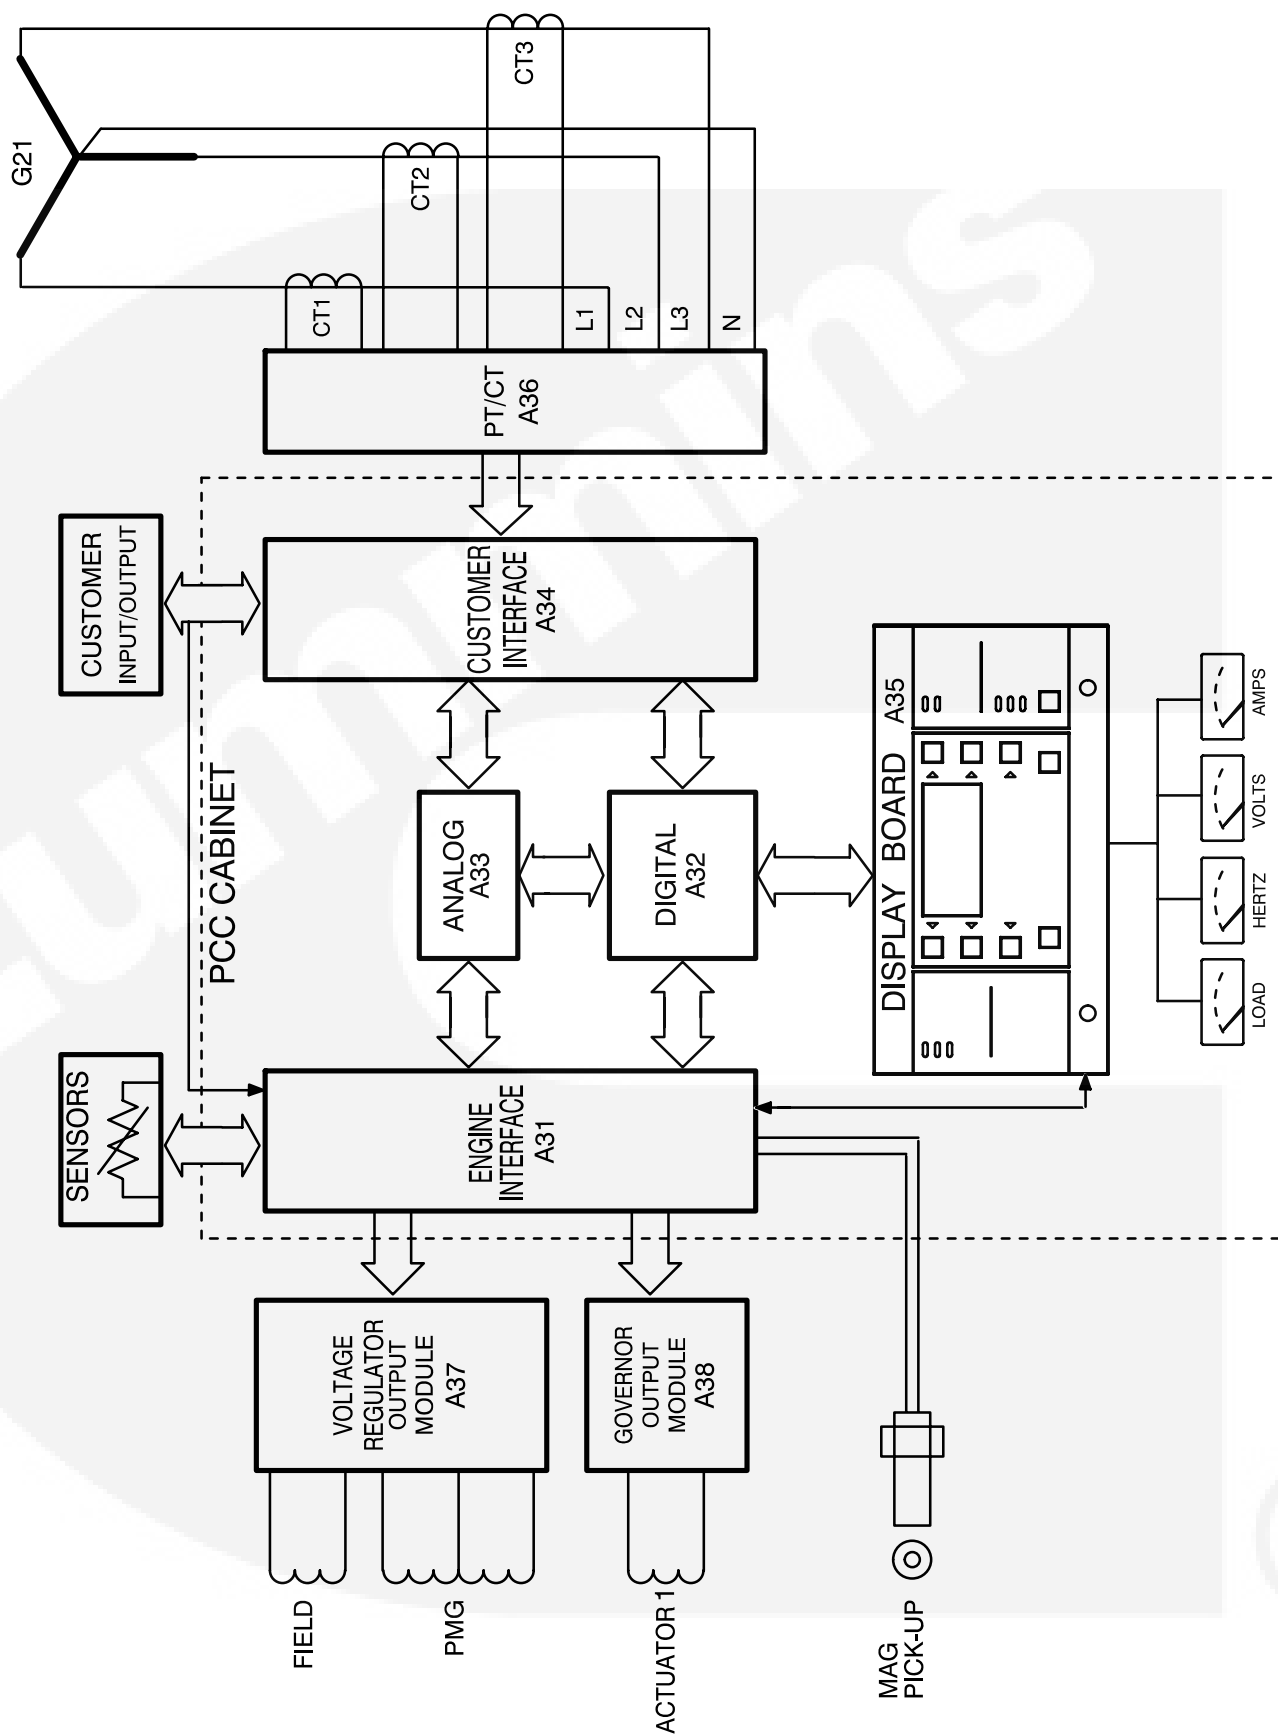 FIELD
PMG
ACTUATOR 1
MAG
PICK-UP
VOLTAGE
REGULATOR
OUTPUT
MODULE
A37
GOVERNOR
OUTPUT
MODULE
A38
SENSORS
ENGINE
INTERFACE
A31
PCC CABINET
ANALOG
A33
DIGITAL
A32
DISPLAY BOARD A35
LOAD
HERTZ
VOLTS
AMPS
CUSTOMER
INPUT/OUTPUT
CUSTOMER
INTERFACE
A34
PT/CT
A36
CT1
CT2
CT3
L1
L2
L3
N
G21
Cummins